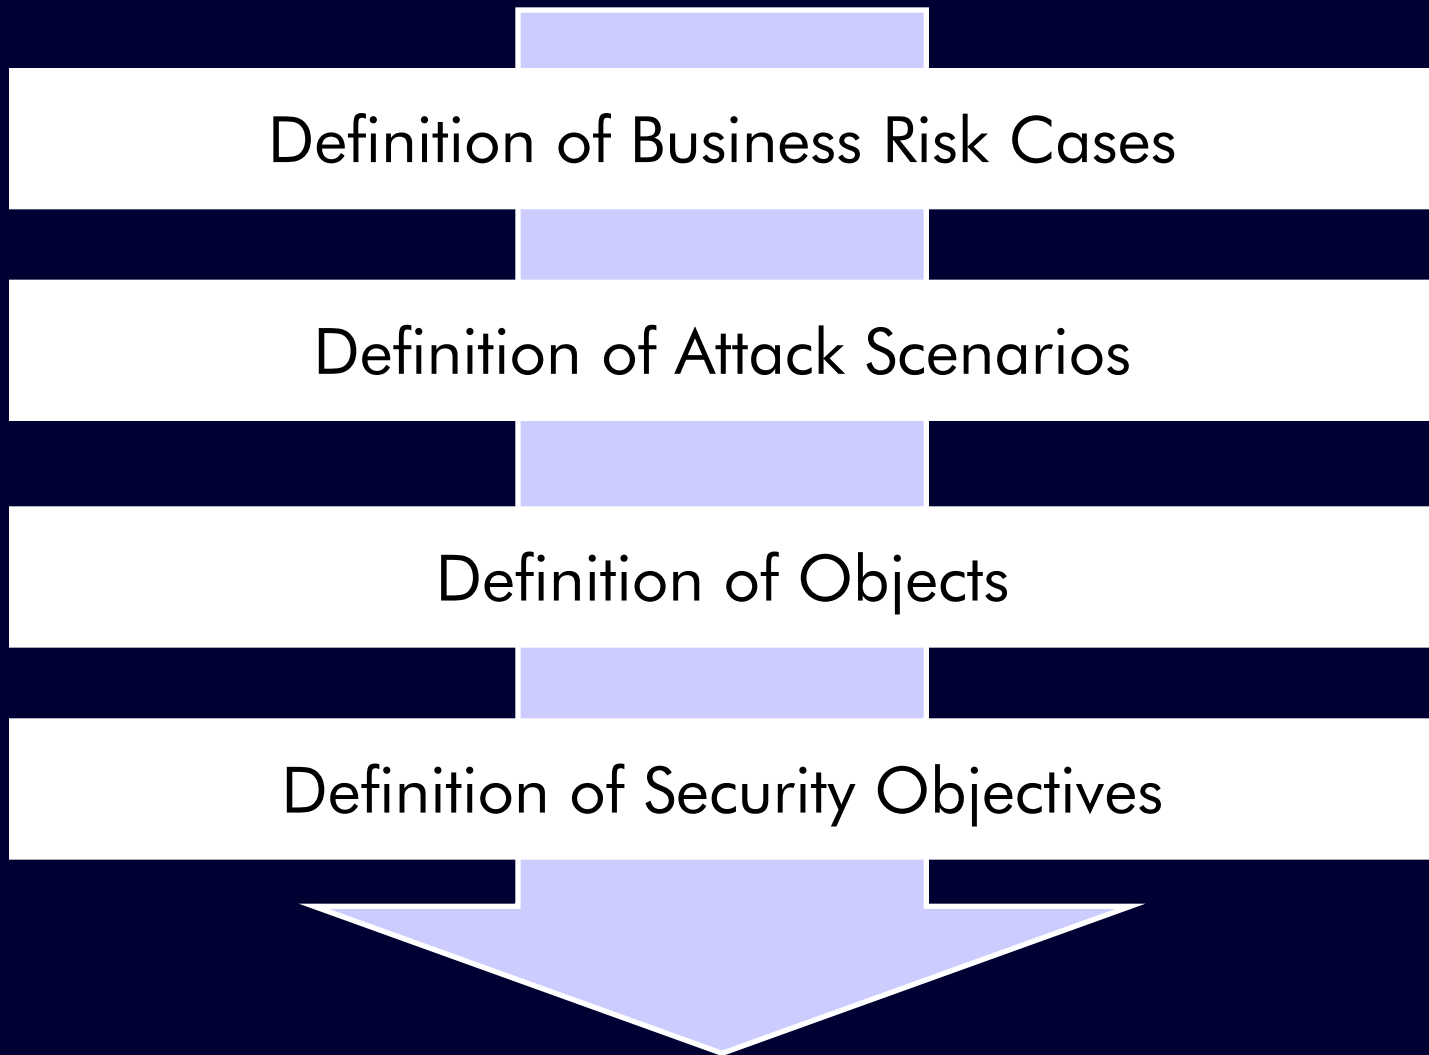 Definition of Business Risk Cases
Definition of Attack Scenarios
Definition of Objects
Definition of Security Objectives